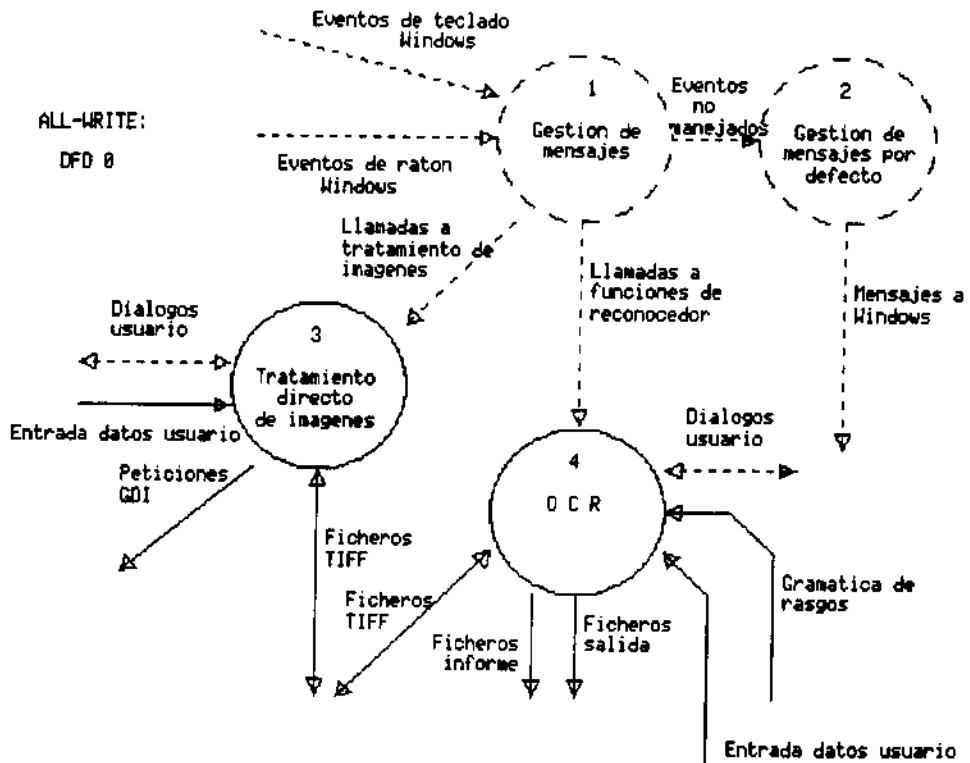 Eventos de teclado
Windows
ALL-WRITE:
DFD 0
Eventos de raton
Windows
1
Gestion de
mensajes
Eventos
no
manejados
2
Gestion de
mensajes por
defecto
Llamadas a
tratamiento de
imagenes
Llamadas a
funciones de
reconocedor
Mensajes a
Windows
Dialogos
usuario
3
Tratamiento
directo
de imagenes
Entrada datos usuario
Peticiones
GDI
Ficheros
TIFF
Ficheros
TIFF
4
O C R
Dialogos
usuario
Gramatica de
rasgos
Ficheros
informe
Ficheros
salida
Entrada datos usuario